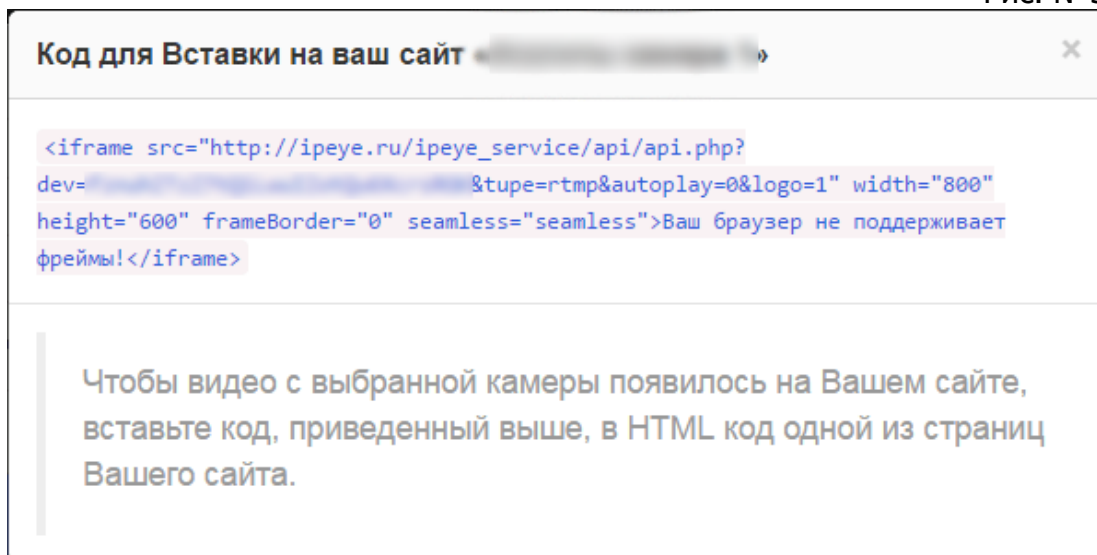 Код для Вставки на ваш сайт « »
×
<iframe src="http://ipeye.ru/ipeye_service/api/api.php?
dev= &tupe=rtmp&autoplay=0&logo=1" width="800"
height="600" frameBorder="0" seamless="seamless">Ваш браузер не поддерживает
фреймы!</iframe>
Чтобы видео с выбранной камеры появилось на Вашем сайте,
вставьте код, приведенный выше, в HTML код одной из страниц
Вашего сайта.